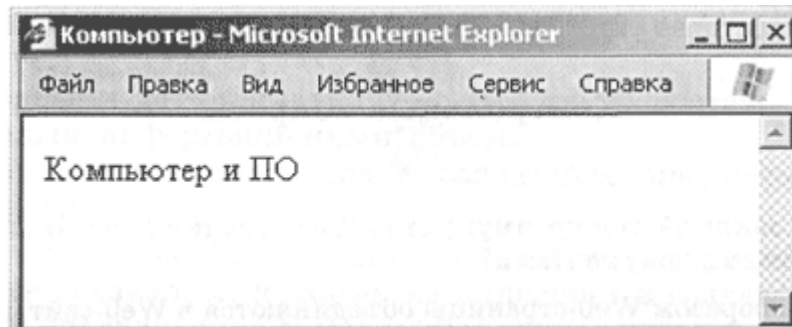 Компьютер - Microsoft Internet Explorer
Файл Правка Вид Избранное Сервис Справка
Компьютер и ПО